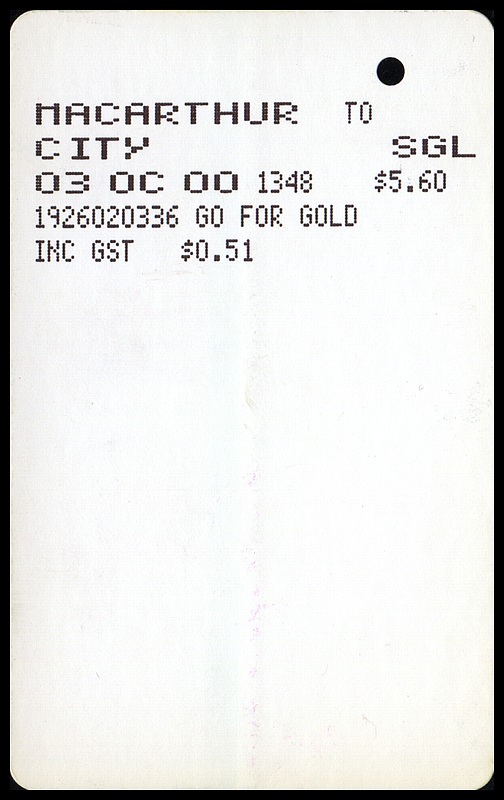 MACARTHUR TO
CITY SGL
03 OC 00 1348 $5.60
1926020336 GO FOR GOLD
INC GST $0.51